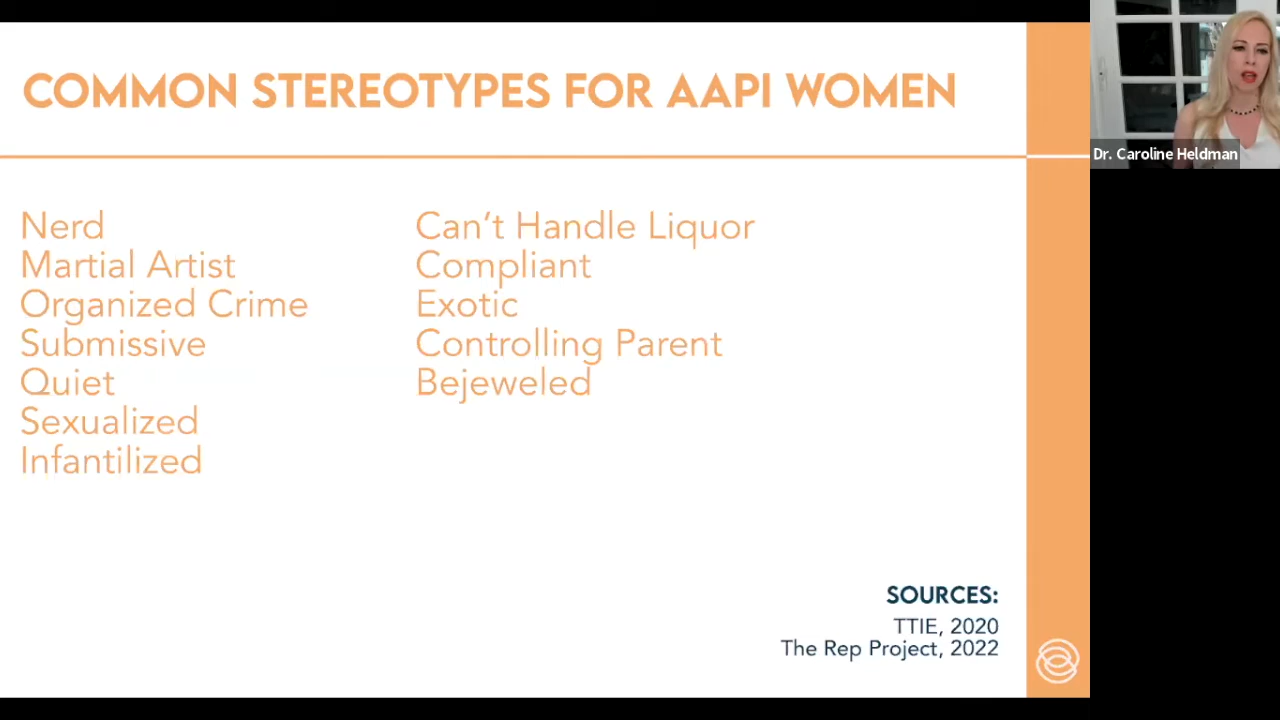 COMMON STEREOTYPES FOR AAPI WOMEN
Nerd
Martial Artist
Organized Crime
Submissive
Quiet
Sexualized
Infantilized
Can't Handle Liquor
Compliant
Exotic
Controlling Parent
Bejeweled
SOURCES:
TTIE, 2020
The Rep Project, 2022
Dr. Caroline Heldman